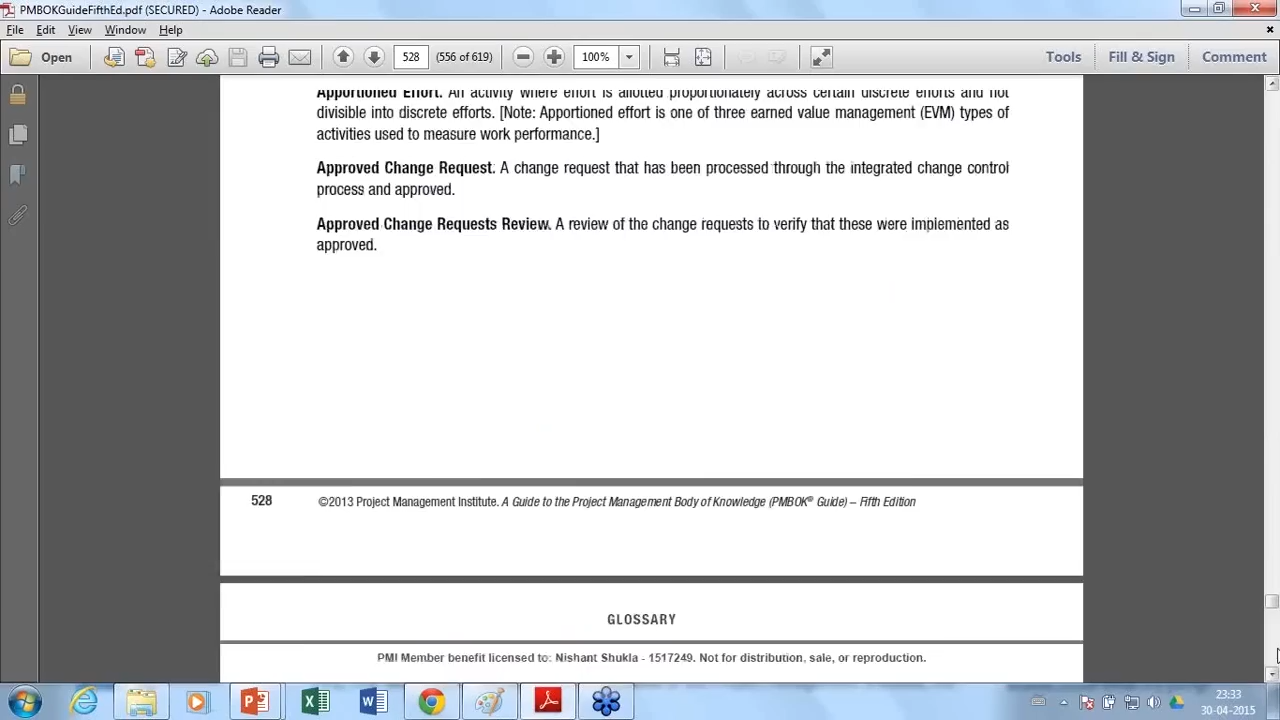 PMBOKGuideFifthEd.pdf (SECURED) - Adobe Reader
File Edit View Window Help
Open 528 (556 of 619) 100% Tools Fill & Sign Comment
Apportioned Effort. An activity where effort is allotted proportionately across certain discrete efforts and not
divisible into discrete efforts. [Note: Apportioned effort is one of three earned value management (EVM) types of
activities used to measure work performance.]
Approved Change Request. A change request that has been processed through the integrated change control
process and approved.
Approved Change Requests Review. A review of the change requests to verify that these were implemented as
approved.
528 ©2013 Project Management Institute. A Guide to the Project Management Body of Knowledge (PMBOK® Guide) – Fifth Edition
GLOSSARY
PMI Member benefit licensed to: Nishant Shukla - 1517249. Not for distribution, sale, or reproduction.
23:33
30-04-2015